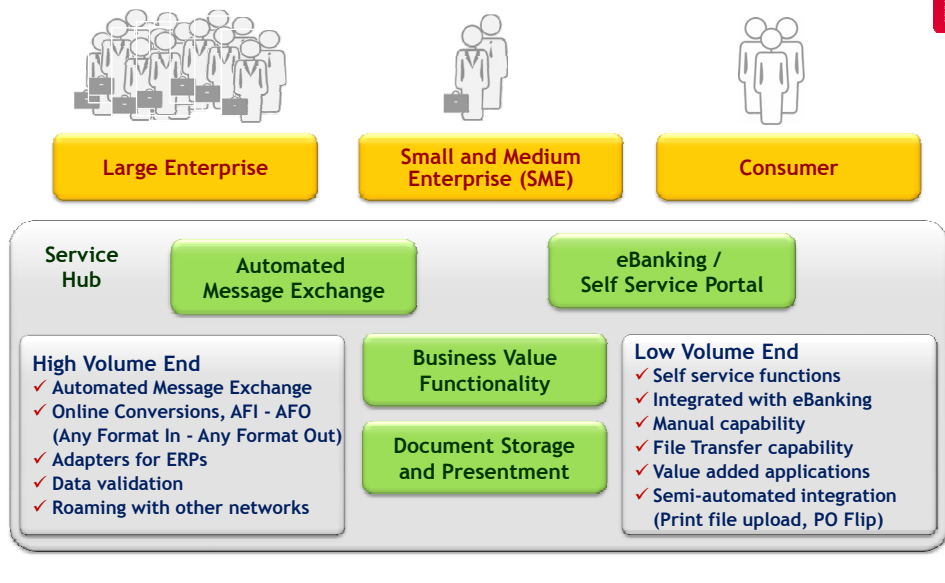 Large Enterprise
Small and Medium
Enterprise (SME)
Consumer
Service
Hub
Automated
Message Exchange
eBanking /
Self Service Portal
High Volume End
Automated Message Exchange
Online Conversions, AFI - AFO
(Any Format In - Any Format Out)
Adapters for ERPs
Data validation
Roaming with other networks
Business Value
Functionality
Document Storage
and Presentment
Low Volume End
Self service functions
Integrated with eBanking
Manual capability
File Transfer capability
Value added applications
Semi-automated integration
(Print file upload, PO Flip)